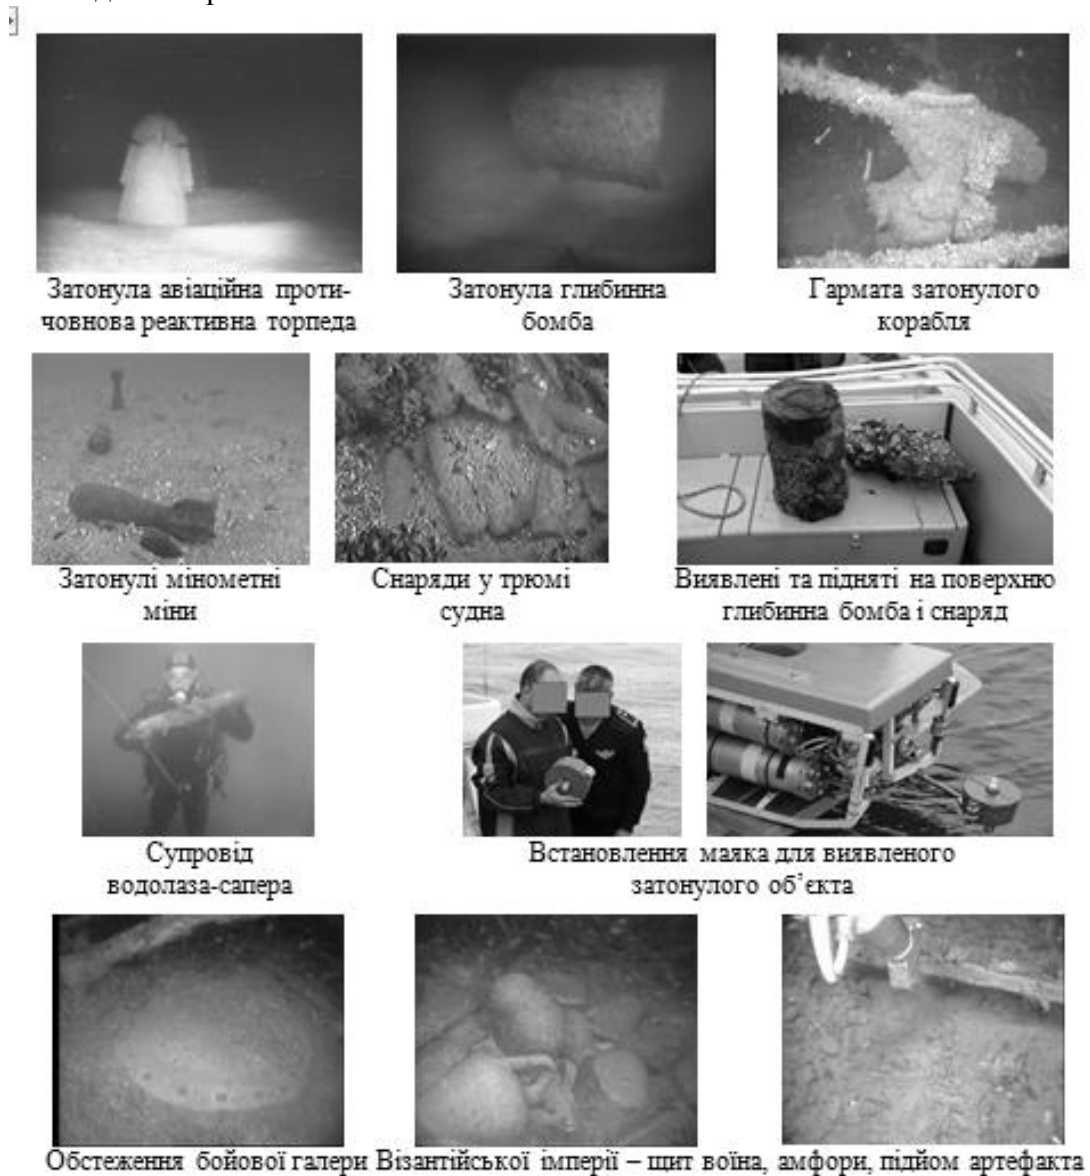 Затонула авіаційна проти-
човнова реактивна торпеда
Затонула глибинна
бомба
Гармата затонулого
корабля
Затонулі мінометні
міни
Снаряди у трюмі
судна
Виявлені та підняті на поверхню
глибинна бомба і снаряд
Супровід
водолаза-сапера
Встановлення маяка для виявленого
затонулого об’єкта
Обстеження бойової галери Візантійської імперії – щит воїна, амфори, підйом артефакта